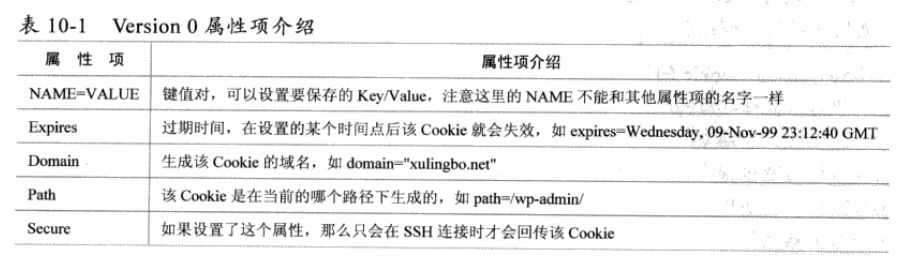 表 10-1 Version 0 属性项介绍
属 性 项 属性项介绍
NAME=VALUE 键值对，可以设置要保存的 Key/Value，注意这里的 NAME 不能和其他属性项的名字一样
Expires 过期时间，在设置的某个时间点后该 Cookie 就会失效，如 expires=Wednesday, 09-Nov-99 23:12:40 GMT
Domain 生成该 Cookie 的域名，如 domain="xulingbo.net"
Path 该 Cookie 是在当前的哪个路径下生成的，如 path=/wp-admin/
Secure 如果设置了这个属性，那么只会在 SSH 连接时才会回传该 Cookie